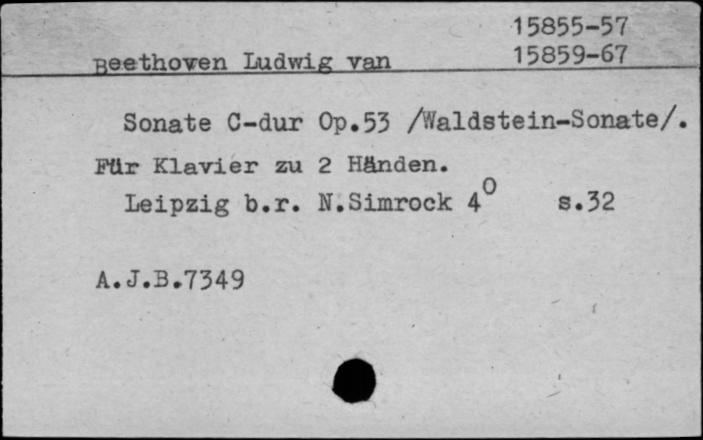 15855-57
Beethoven Ludwig van 15859-67
Sonate C-dur Op.53 /Waldstein-Sonate/.
Für Klavier zu 2 Händen.
Leipzig b.r. N.Simrock 4° s.32
A.J.B.7349